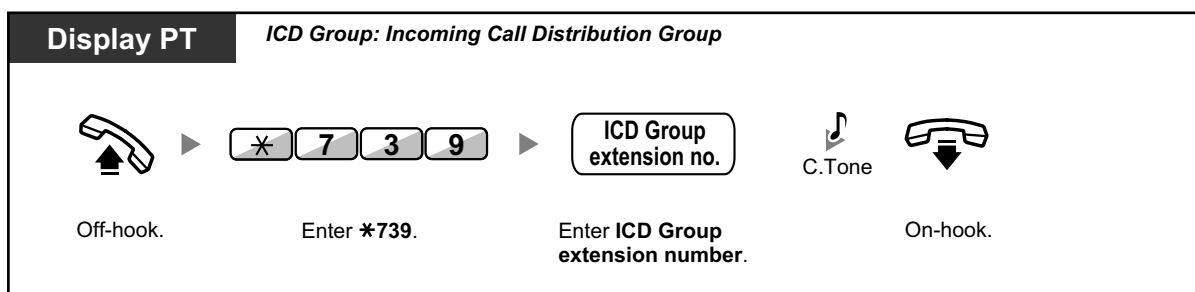 Display PT
ICD Group: Incoming Call Distribution Group
* 7 3 9
ICD Group
extension no.
C.Tone
Off-hook.
Enter *739.
Enter ICD Group
extension number.
On-hook.